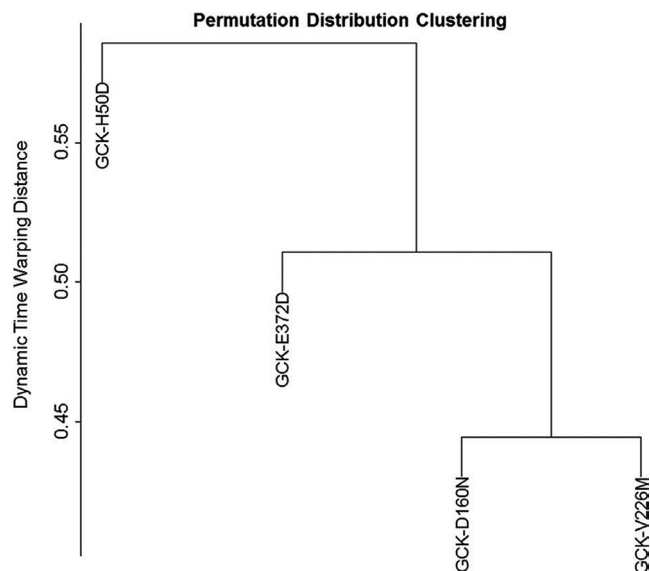 Permutation Distribution Clustering
Dynamic Time Warping Distance
0.55
0.50
0.45
GCK-H50D
GCK-E372D
GCK-D160N
GCK-V226M